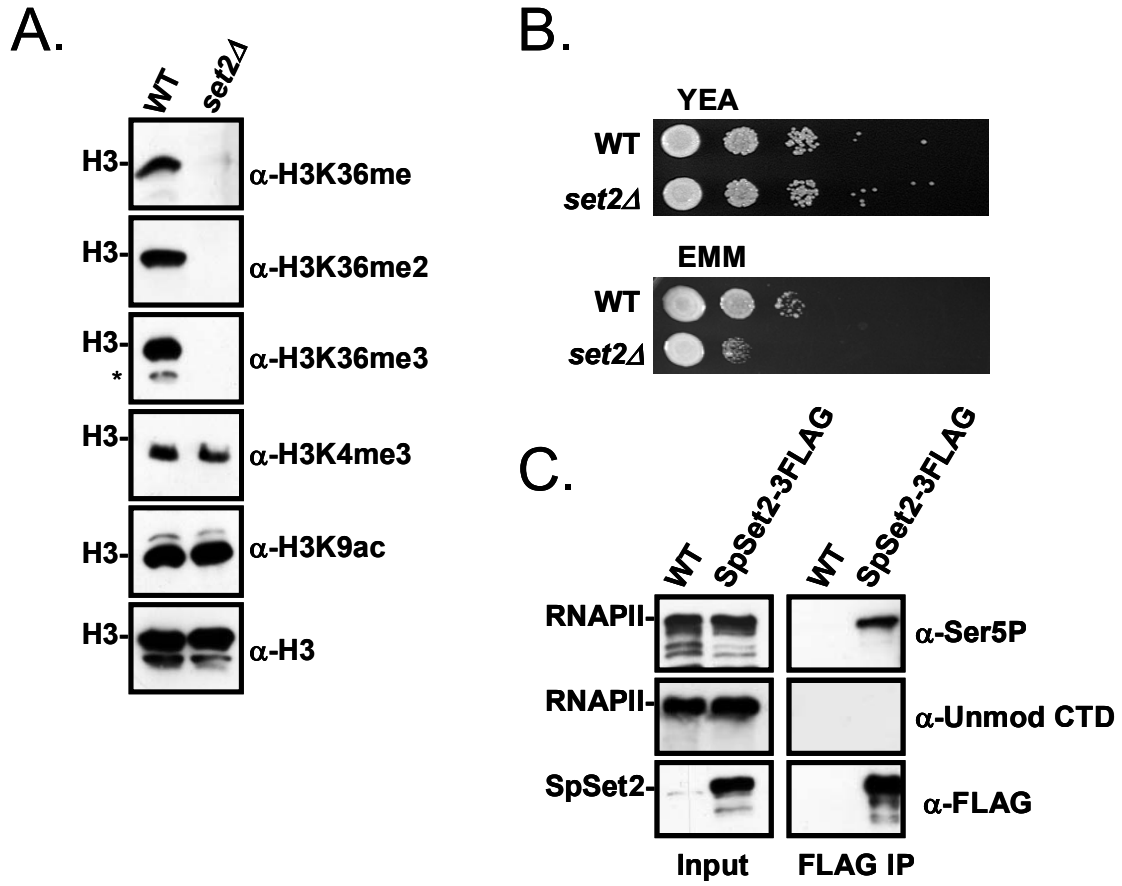 A.
WT set2Δ
H3- α-H3K36me
H3- α-H3K36me2
H3- α-H3K36me3
*
H3- α-H3K4me3
H3- α-H3K9ac
H3- α-H3
B.
YEA
WT
set2Δ
EMM
WT
set2Δ
C.
WT SpSet2-3FLAG WT SpSet2-3FLAG
RNAPII- α-Ser5P
RNAPII- α-Unmod CTD
SpSet2- α-FLAG
Input FLAG IP